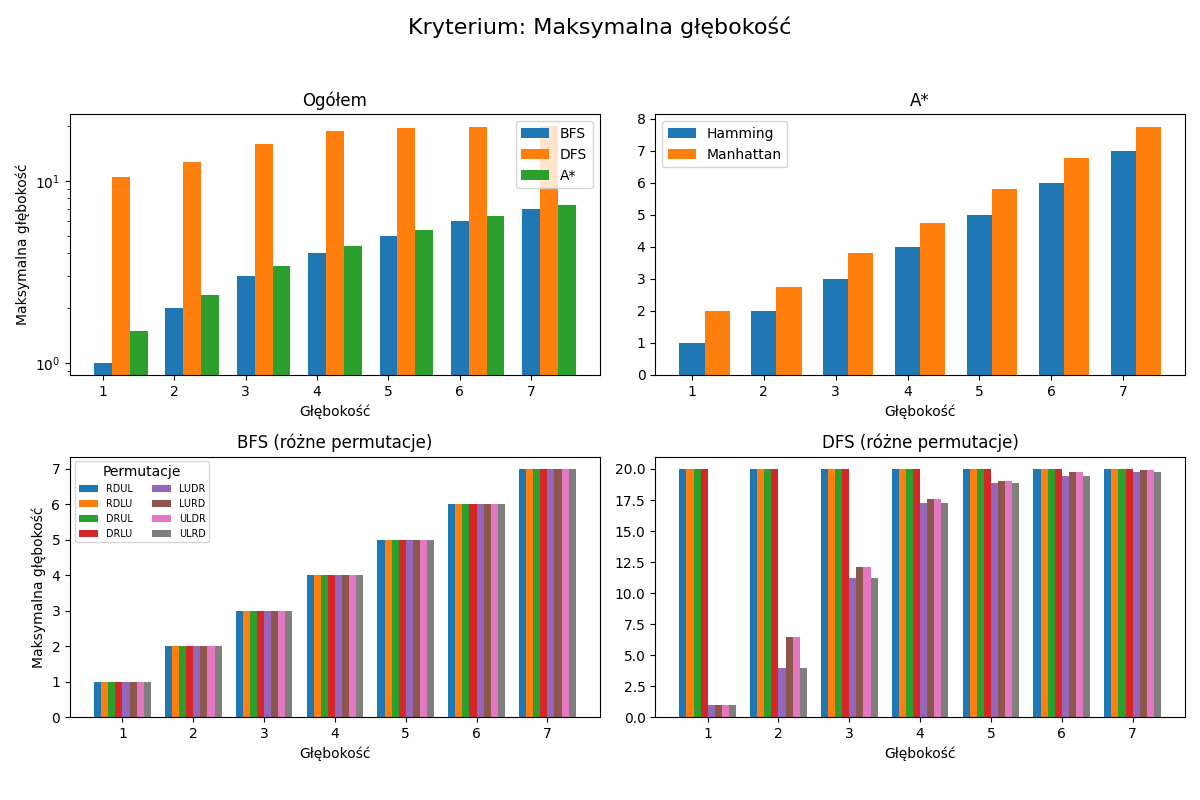 Kryterium: Maksymalna głębokość
Ogółem
Maksymalna głębokość
10¹
10⁰
BFS
DFS
A*
1 2 3 4 5 6 7
Głębokość
A*
8
7
6
5
4
3
2
1
0
Hamming
Manhattan
1 2 3 4 5 6 7
Głębokość
BFS (różne permutacje)
Maksymalna głębokość
7
6
5
4
3
2
1
0
Permutacje
RDUL LUDR
RDLU LURD
DRUL ULDR
DRLU ULRD
1 2 3 4 5 6 7
Głębokość
DFS (różne permutacje)
20.0
17.5
15.0
12.5
10.0
7.5
5.0
2.5
0.0
1 2 3 4 5 6 7
Głębokość